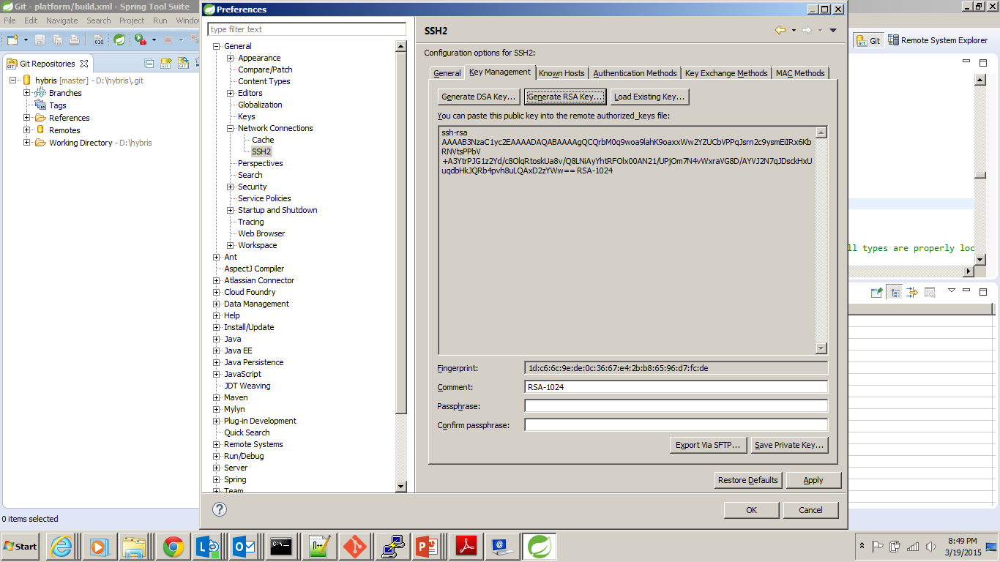 Git - platform/build.xml - Spring Tool Suite
File Edit Navigate Search Project Run Window
Git Repositories
hybris [master] - D:\hybris\.git
Branches
Tags
References
Remotes
Working Directory - D:\hybris
0 items selected
Preferences
type filter text
General
Appearance
Compare/Patch
Content Types
Editors
Globalization
Keys
Network Connections
Cache
SSH2
Perspectives
Search
Security
Service Policies
Startup and Shutdown
Tracing
Web Browser
Workspace
Ant
AspectJ Compiler
Atlassian Connector
Cloud Foundry
Data Management
Help
Install/Update
Java
Java EE
Java Persistence
JavaScript
JDT Weaving
Maven
Mylyn
Plug-in Development
Quick Search
Remote Systems
Run/Debug
Server
Spring
Team
SSH2
Configuration options for SSH2:
General Key Management Known Hosts Authentication Methods Key Exchange Methods MAC Methods
Generate DSA Key... Generate RSA Key... Load Existing Key...
You can paste this public key into the remote authorized_keys file:
ssh-rsa
AAAAB3NzaC1yc2EAAAADAQABAAAAgQCQrbM0q9woa9lahK9oaxxWw2YZUCbVPPqJsrn2c9ysmEiIRx6Kb
RNVtsPPbV
+A3YtrPJG1z2Yd/c8OlqRtoskUa8v/Q8LNiAyYhtRFOlx00AN21/UPjOm7N4vWxraVG8D/AYVJ2N7qJDsckHxU
uqdbHkJQRb4pvh8uLQAxD2zYWw== RSA-1024
Fingerprint: 1d:c6:6c:9e:de:0c:36:67:e4:2b:b8:65:96:d7:fc:de
Comment: RSA-1024
Passphrase:
Confirm passphrase:
Export Via SFTP... Save Private Key...
Restore Defaults Apply
OK Cancel
Git Remote System Explorer
ll types are properly loc
Start
8:49 PM
3/19/2015